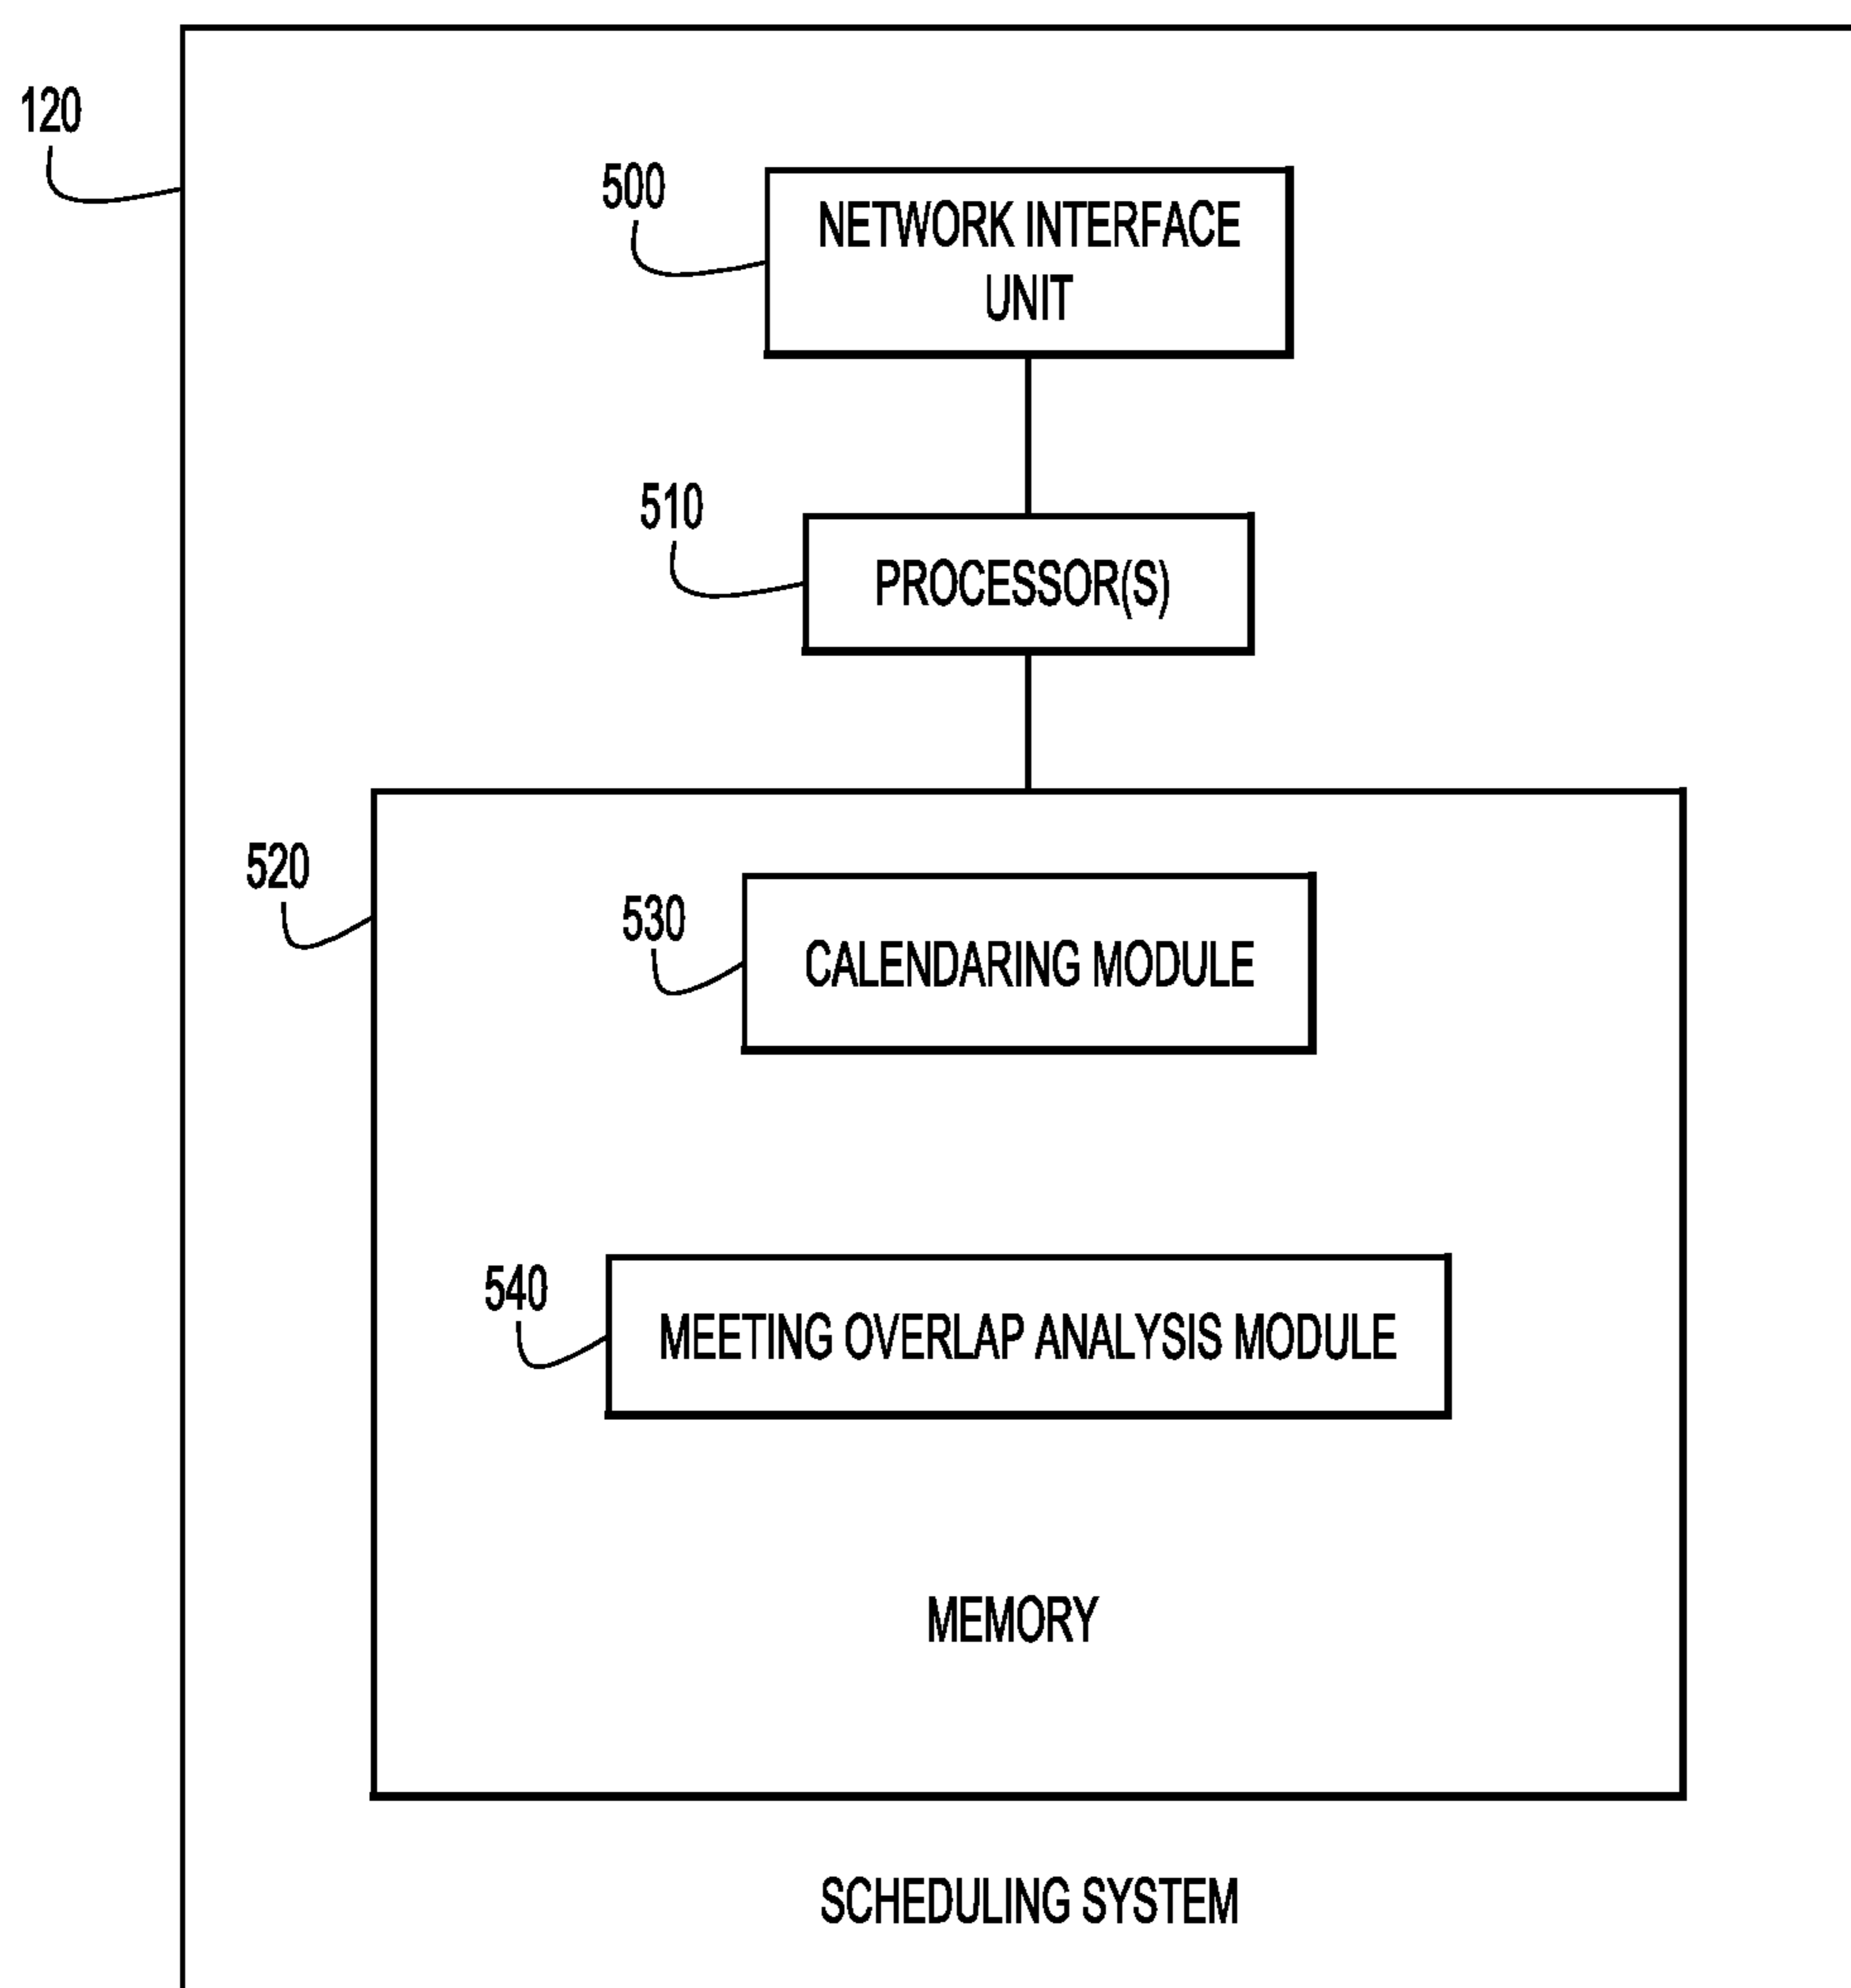 120
500
NETWORK INTERFACE
UNIT
510
PROCESSOR(S)
520
530
CALENDARING MODULE
540
MEETING OVERLAP ANALYSIS MODULE
MEMORY
SCHEDULING SYSTEM